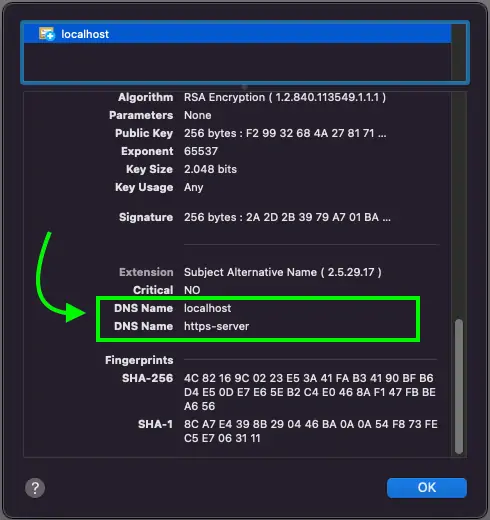 localhost
Algorithm RSA Encryption ( 1.2.840.113549.1.1.1 )
Parameters None
Public Key 256 bytes : F2 99 32 68 4A 27 81 71 ...
Exponent 65537
Key Size 2.048 bits
Key Usage Any
Signature 256 bytes : 2A 2D 2B 39 79 A7 01 BA ...
Extension Subject Alternative Name ( 2.5.29.17 )
Critical NO
DNS Name localhost
DNS Name https-server
Fingerprints
SHA-256 4C 82 16 9C 02 23 E5 3A 41 FA B3 41 90 BF B6
D4 E5 0D E7 E6 5E B2 C4 E0 46 8A F1 47 FB BE
A6 56
SHA-1 8C A7 E4 39 8B 29 04 46 BA 0A 0A 54 F8 73 FE
C5 E7 06 31 11
? OK